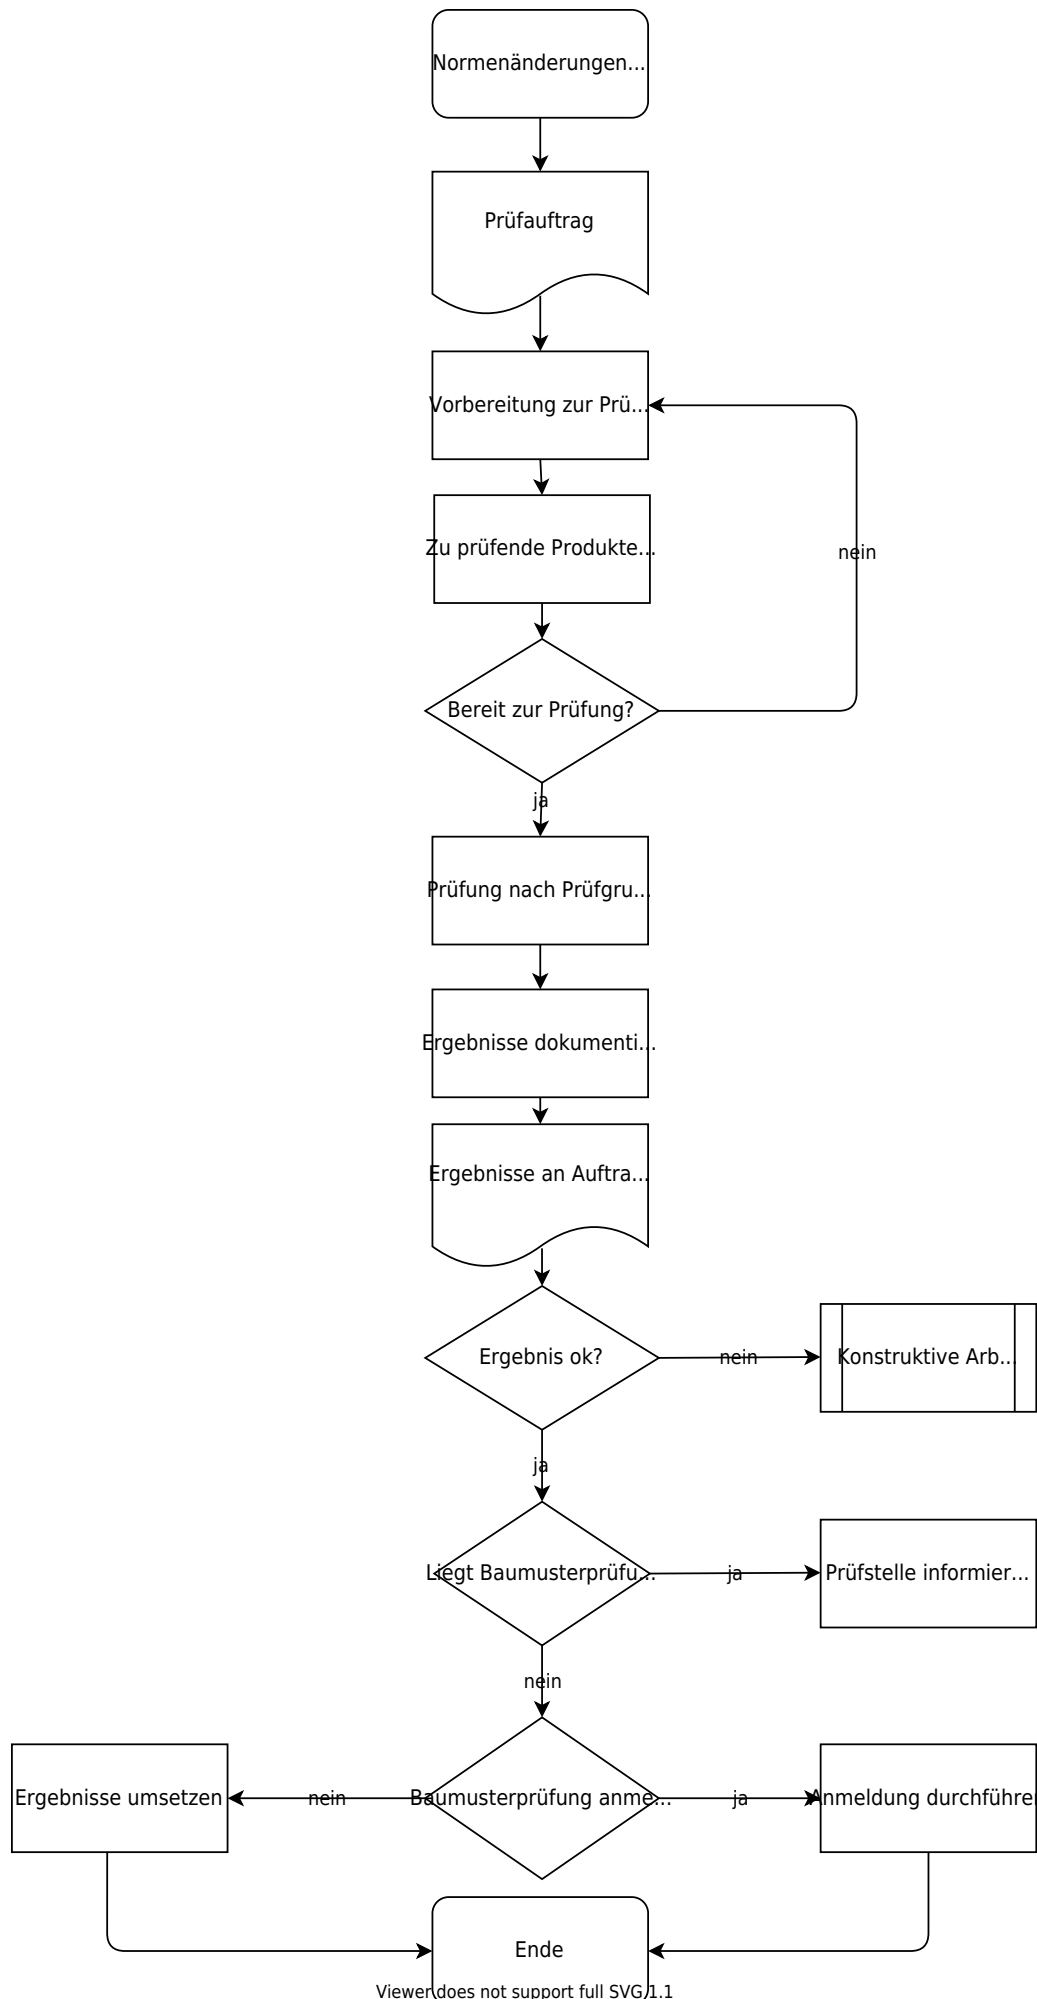 Normenänderungen...
Prüfauftrag
Vorbereitung zur Prü...
Zu prüfende Produkte...
nein
Bereit zur Prüfung?
ja
Prüfung nach Prüfgru...
Ergebnisse dokumenti...
Ergebnisse an Auftra...
Ergebnis ok?
nein
Konstruktive Arb...
ja
Liegt Baumusterprüfu...
ja
Prüfstelle informier...
nein
Ergebnisse umsetzen
nein
Baumusterprüfung anme...
ja
Anmeldung durchführe
Ende
Viewer does not support full SVG 1.1